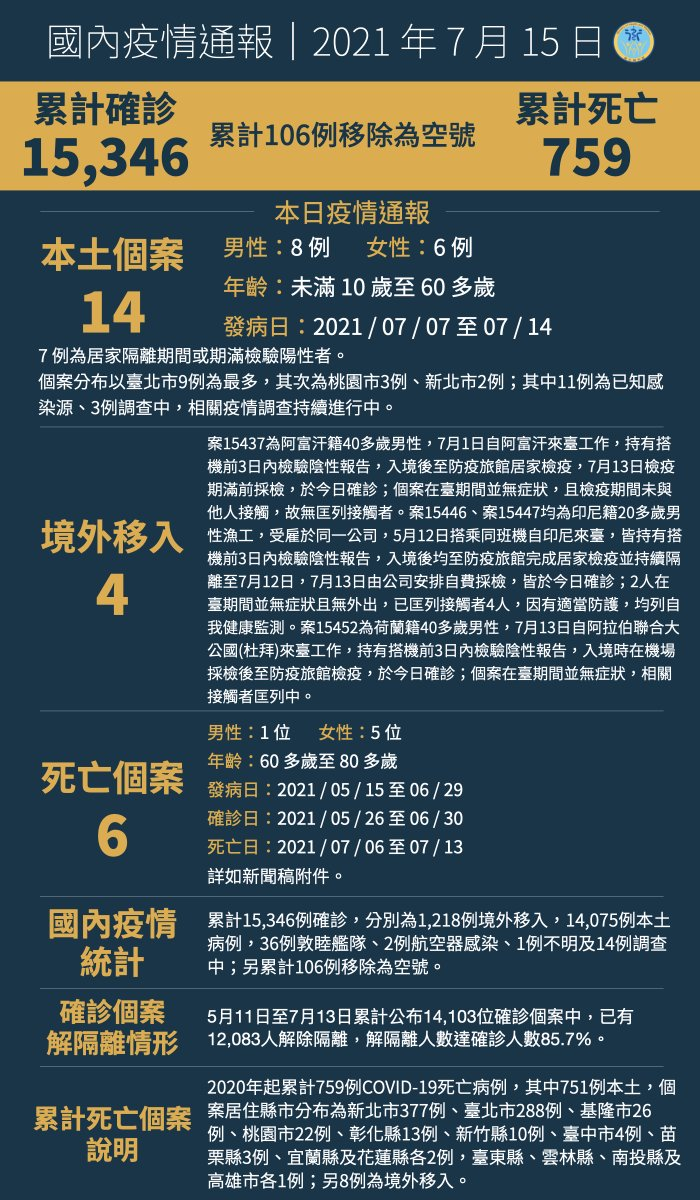 國內疫情通報｜2021 年 7 月 15 日
累計確診
15,346
累計106例移除為空號
累計死亡
759
本日疫情通報
本土個案
14
男性：8 例 女性：6 例
年齡：未滿 10 歲至 60 多歲
發病日：2021 / 07 / 07 至 07 / 14
7 例為居家隔離期間或期滿檢驗陽性者。
個案分布以臺北市9例為最多，其次為桃園市3例、新北市2例；其中11例為已知感
染源、3例調查中，相關疫情調查持續進行中。
境外移入
4
案15437為阿富汗籍40多歲男性，7月1日自阿富汗來臺工作，持有搭
機前3日內檢驗陰性報告，入境後至防疫旅館居家檢疫，7月13日檢疫
期滿前採檢，於今日確診；個案在臺期間並無症狀，且檢疫期間未與
他人接觸，故無匡列接觸者。案15446、案15447均為印尼籍20多歲男
性漁工，受雇於同一公司，5月12日搭乘同班機自印尼來臺，皆持有搭
機前3日內檢驗陰性報告，入境後均至防疫旅館完成居家檢疫並持續隔
離至7月12日，7月13日由公司安排自費採檢，皆於今日確診；2人在
臺期間並無症狀且無外出，已匡列接觸者4人，因有適當防護，均列自
我健康監測。案15452為荷蘭籍40多歲男性，7月13日自阿拉伯聯合大
公國(杜拜)來臺工作，持有搭機前3日內檢驗陰性報告，入境時在機場
採檢後至防疫旅館檢疫，於今日確診；個案在臺期間並無症狀，相關
接觸者匡列中。
死亡個案
6
男性：1 位 女性：5 位
年齡：60 多歲至 80 多歲
發病日：2021 / 05 / 15 至 06 / 29
確診日：2021 / 05 / 26 至 06 / 30
死亡日：2021 / 07 / 06 至 07 / 13
詳如新聞稿附件。
國內疫情
統計
累計15,346例確診，分別為1,218例境外移入，14,075例本土
病例，36例敦睦艦隊、2例航空器感染、1例不明及14例調查
中；另累計106例移除為空號。
確診個案
解隔離情形
5月11日至7月13日累計公布14,103位確診個案中，已有
12,083人解除隔離，解隔離人數達確診人數85.7%。
累計死亡個案
說明
2020年起累計759例COVID-19死亡病例，其中751例本土，個
案居住縣市分布為新北市377例、臺北市288例、基隆市26
例、桃園市22例、彰化縣13例、新竹縣10例、臺中市4例、苗
栗縣3例、宜蘭縣及花蓮縣各2例，臺東縣、雲林縣、南投縣及
高雄市各1例；另8例為境外移入。